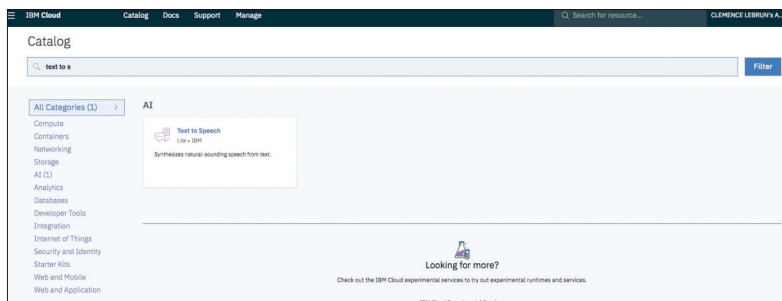 IBM Cloud Catalog Docs Support Manage Search for resource... CLEMENCE LEBRUN's A...
Catalog
text to s Filter
All Categories (1) >
Compute
Containers
Networking
Storage
AI (1)
Analytics
Databases
Developer Tools
Integration
Internet of Things
Security and Identity
Starter Kits
Web and Mobile
Web and Application
AI
Text to Speech
Lite • IBM
Synthesizes natural-sounding speech from text.
Looking for more?
Check out the IBM Cloud experimental services to try out experimental runtimes and services.